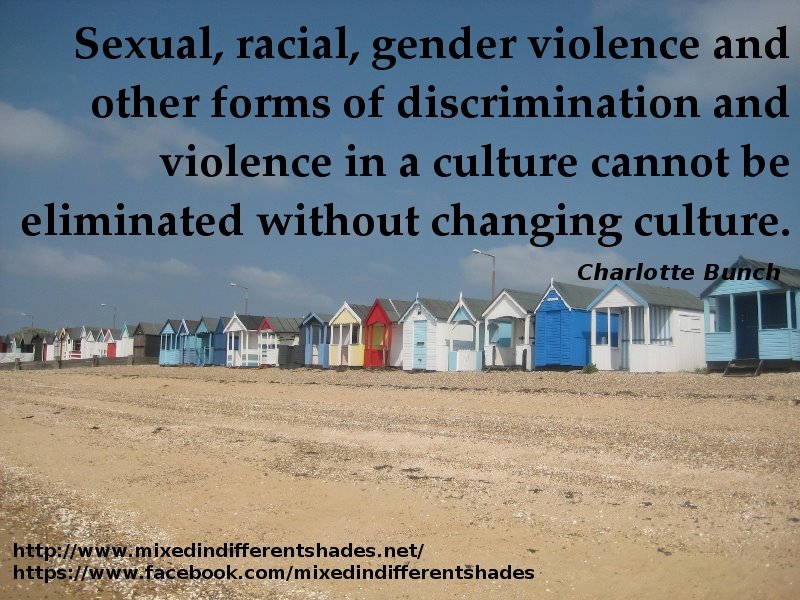 Sexual, racial, gender violence and
other forms of discrimination and
violence in a culture cannot be
eliminated without changing culture.
Charlotte Bunch
http://www.mixedindifferentshades.net/
https://www.facebook.com/mixedindifferentshades